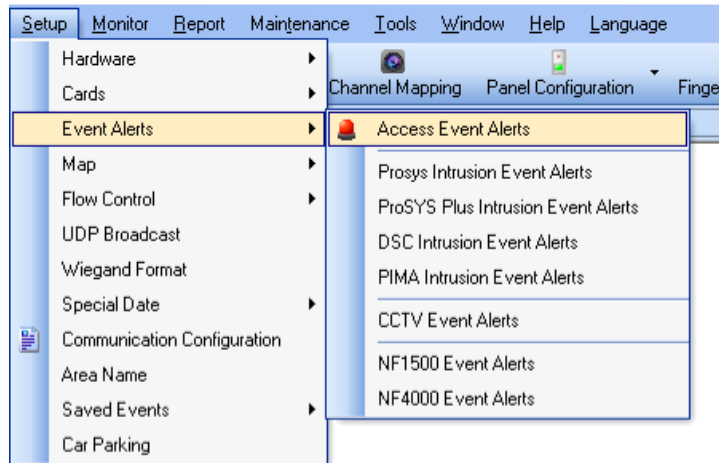 Setup Monitor Report Maintenance Tools Window Help Language
Hardware
Channel Mapping Panel Configuration
Cards
Event Alerts
Access Event Alerts
Map
Prosys Intrusion Event Alerts
Flow Control
ProSYS Plus Intrusion Event Alerts
UDP Broadcast
DSC Intrusion Event Alerts
Wiegand Format
PIMA Intrusion Event Alerts
Special Date
CCTV Event Alerts
Communication Configuration
Area Name
NF1500 Event Alerts
Saved Events
NF4000 Event Alerts
Car Parking